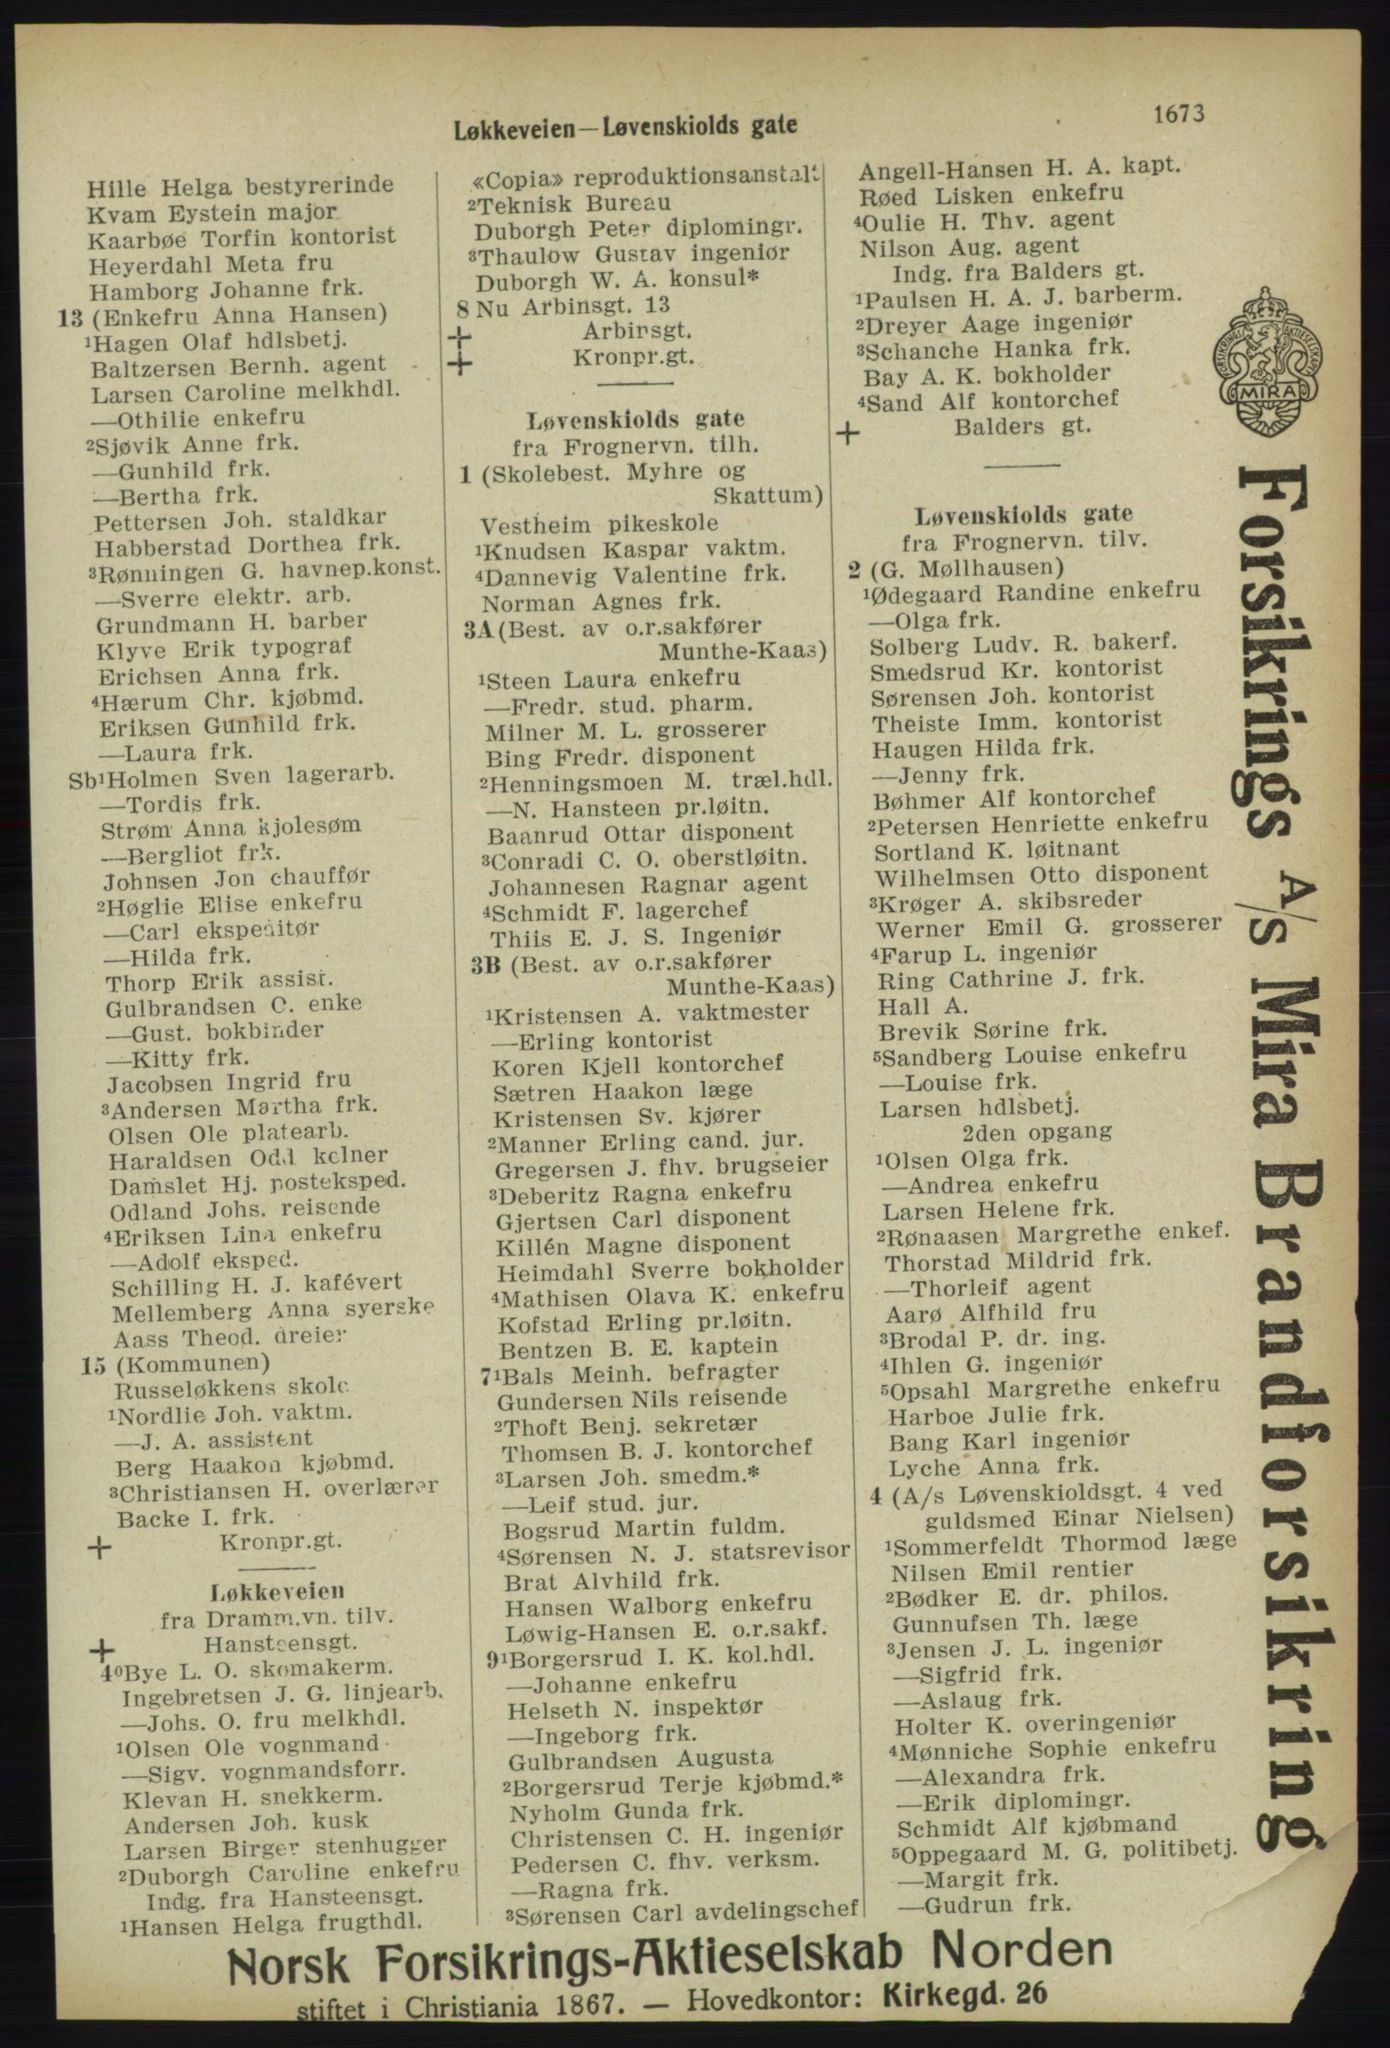 Løkkeveien—Løvenskiolds gate
1673
Hille Helga bestyrerinde
Kvam Eystein major
Kaarbøe Torfin kontorist
Heyerdahl Meta fru
Hamborg Johanne frk.
13 (Enkefru Anna Hansen)
¹Hagen Olaf hdlsbetj.
Baltzersen Bernh. agent
Larsen Caroline melkhdl.
—Othilie enkefru
²Sjøvik Anne frk.
—Gunhild frk.
—Bertha frk.
Pettersen Joh. staldkar
Habberstad Dorthea frk.
³Rønningen G. havnep.konst.
—Sverre elektr. arb.
Grundmann H. barber
Klyve Erik typograf
Erichsen Anna frk.
⁴Hærum Chr. kjøbmd.
Eriksen Gunhild frk.
—Laura frk.
Sb¹Holmen Sven lagerarb.
—Tordis frk.
Strøm Anna kjolesøm
—Bergliot frk.
Johnsen Jon chauffør
²Høglie Elise enkefru
—Carl ekspeditør
—Hilda frk.
Thorp Erik assist.
Gulbrandsen O. enke
—Gust. bokbinder
—Kitty frk.
Jacobsen Ingrid fru
³Andersen Martha frk.
Olsen Ole platearb.
Haraldsen Odd kelner
Damslet Hj. posteksped.
Odland Johs. reisende
⁴Eriksen Lina enkefru
—Adolf eksped.
Schilling H. J. kafévert
Mellemberg Anna syerske
Aass Theod. dreier
15 (Kommunen)
Russeløkkens skole
¹Nordlie Joh. vaktm.
—J. A. assistent
Berg Haakon kjøbmd.
³Christiansen H. overlærer
Backe I. frk.
+ Kronpr.gt.
Løkkeveien
fra Dramm.vn. tilv.
+ Hansteensgt.
4⁰Bye L. O. skomakerm.
Ingebretsen J. G. linjearb.
—Johs. O. fru melkhdl.
¹Olsen Ole vognmand
—Sigv. vognmandsforr.
Klevan H. snekkerm.
Andersen Joh. kusk
Larsen Birger stenhugger
²Duborgh Caroline enkefru
Indg. fra Hansteensgt.
¹Hansen Helga frugthdl.
«Copia» reproduktionsanstalt
²Teknisk Bureau
Duborgh Peter diplomingr.
³Thaulow Gustav ingeniør
Duborgh W. A. konsul*
8 Nu Arbinsgt. 13
+ Arbinsgt.
+ Kronpr.gt.
Løvenskiolds gate
fra Frognervn. tilh.
1 (Skolebest. Myhre og
Skattum)
Vestheim pikeskole
¹Knudsen Kaspar vaktm.
⁴Dannevig Valentine frk.
Norman Agnes frk.
3A (Best. av o.r.sakfører
Munthe-Kaas)
¹Steen Laura enkefru
—Fredr. stud. pharm.
Milner M. L. grosserer
Bing Fredr. disponent
²Henningsmoen M. træl.hdl.
—N. Hansteen pr.løitn.
Baanrud Ottar disponent
³Conradi C. O. oberstløitn.
Johannesen Ragnar agent
⁴Schmidt F. lagerchef
Thiis E. J. S. Ingeniør
3B (Best. av o.r.sakfører
Munthe-Kaas)
¹Kristensen A. vaktmester
—Erling kontorist
Koren Kjell kontorchef
Sætren Haakon læge
Kristensen Sv. kjører
²Manner Erling cand. jur.
Gregersen J. fhv. brugseier
³Deberitz Ragna enkefru
Gjertsen Carl disponent
Killén Magne disponent
Heimdahl Sverre bokholder
⁴Mathisen Olava K. enkefru
Kofstad Erling pr.løitn.
Bentzen B. E. kaptein
7¹Bals Meinh. befragter
Gundersen Nils reisende
²Thoft Benj. sekretær
Thomsen B. J. kontorchef
³Larsen Joh. smedm.*
—Leif stud. jur.
Bogsrud Martin fuldm.
⁴Sørensen N. J. statsrevisor
Brat Alvhild frk.
Hansen Walborg enkefru
Løwig-Hansen E. o.r.sakf.
9¹Borgersrud I. K. kol.hdl.
—Johanne enkefru
Helseth N. inspektør
—Ingeborg frk.
Gulbrandsen Augusta
²Borgersrud Terje kjøbmd.*
Nyholm Gunda frk.
Christensen C. H. ingeniør
Pedersen C. fhv. verksm.
—Ragna frk.
³Sørensen Carl avdelingschef
Angell-Hansen H. A. kapt.
Røed Lisken enkefru
⁴Oulie H. Thv. agent
Nilson Aug. agent
Indg. fra Balders gt.
¹Paulsen H. A. J. barberm.
²Dreyer Aage ingeniør
³Schanche Hanka frk.
Bay A. K. bokholder
⁴Sand Alf kontorchef
+ Balders gt.
Løvenskiolds gate
fra Frognervn. tilv.
2 (G. Møllhausen)
¹Ødegaard Randine enkefru
—Olga frk.
Solberg Ludv. R. bakerf.
Smedsrud Kr. kontorist
Sørensen Joh. kontorist
Theiste Imm. kontorist
Haugen Hilda frk.
—Jenny frk.
Bøhmer Alf kontorchef
²Petersen Henriette enkefru
Sortland K. løitnant
Wilhelmsen Otto disponent
³Krøger A. skibsreder
Werner Emil G. grosserer
⁴Farup L. ingeniør
Ring Cathrine J. frk.
Hall A.
Brevik Sørine frk.
⁵Sandberg Louise enkefru
—Louise frk.
Larsen hdlsbetj.
2den opgang
¹Olsen Olga frk.
—Andrea enkefru
Larsen Helene frk.
²Rønaasen Margrethe enkef.
Thorstad Mildrid frk.
—Thorleif agent
Aarø Alfhild fru
³Brodal P. dr. ing.
⁴Ihlen G. ingeniør
⁵Opsahl Margrethe enkefru
Harboe Julie frk.
Bang Karl ingeniør
Lyche Anna frk.
4 (A/s Løvenskioldsgt. 4 ved
guldsmed Einar Nielsen)
¹Sommerfeldt Thormod læge
Nilsen Emil rentier
²Bødker E. dr. philos.
Gunnufsen Th. læge
³Jensen J. L. ingeniør
—Sigfrid frk.
—Aslaug frk.
Holter K. overingeniør
⁴Mønniche Sophie enkefru
—Alexandra frk.
—Erik diplomingr.
Schmidt Alf kjøbmand
⁵Oppegaard M. G. politibetj.
—Margit frk.
—Gudrun frk.
FORSIKRINGS AKTIESELSKAPET
MIRA
Forsikrings A/s Mira Brandforsikring
Norsk Forsikrings-Aktieselskab Norden
stiftet i Christiania 1867. — Hovedkontor: Kirkegd. 26